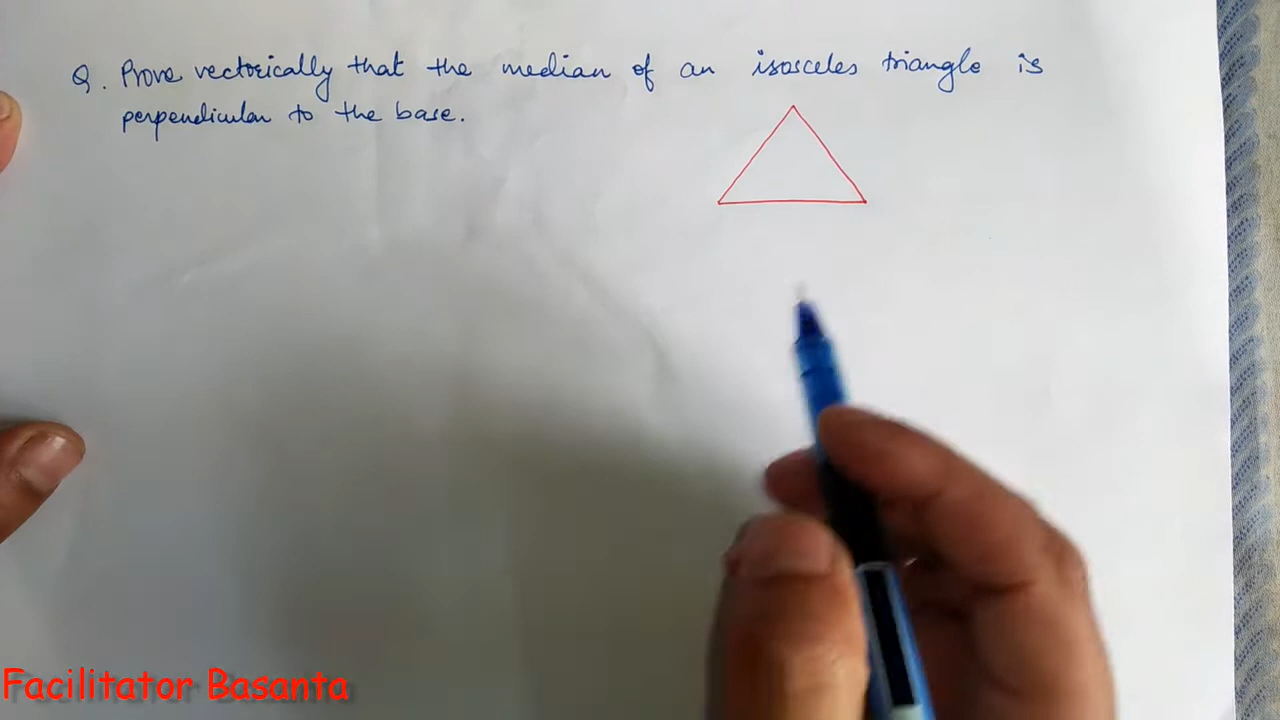 Q. Prove vectorically that the median of an isosceles triangle is
perpendicular to the base.
Facilitator Basanta